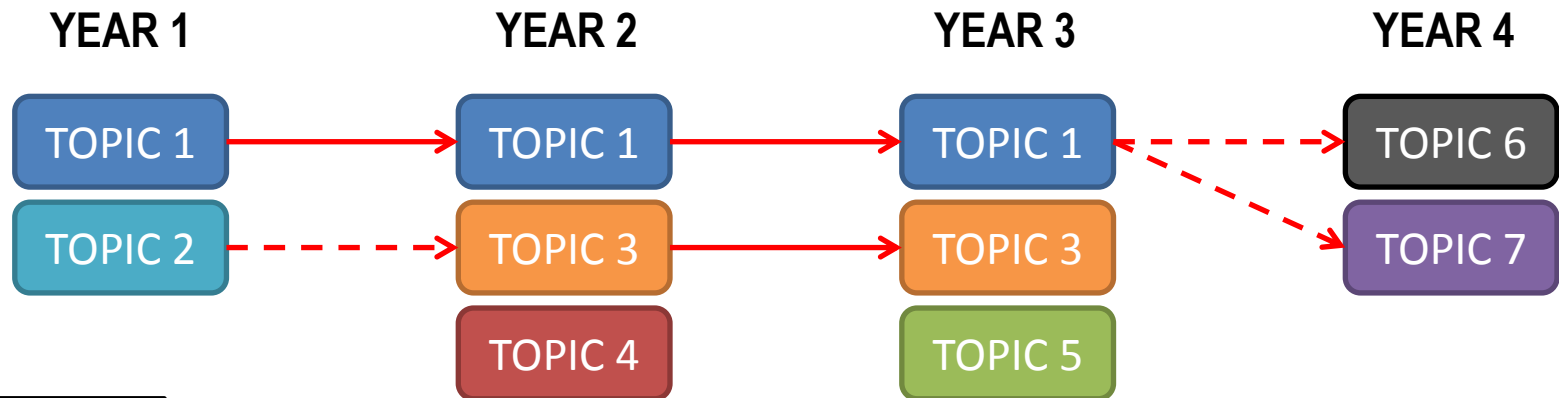 YEAR 1 YEAR 2 YEAR 3 YEAR 4
TOPIC 1 TOPIC 1 TOPIC 1 TOPIC 6
TOPIC 2 TOPIC 3 TOPIC 3 TOPIC 7
TOPIC 4 TOPIC 5